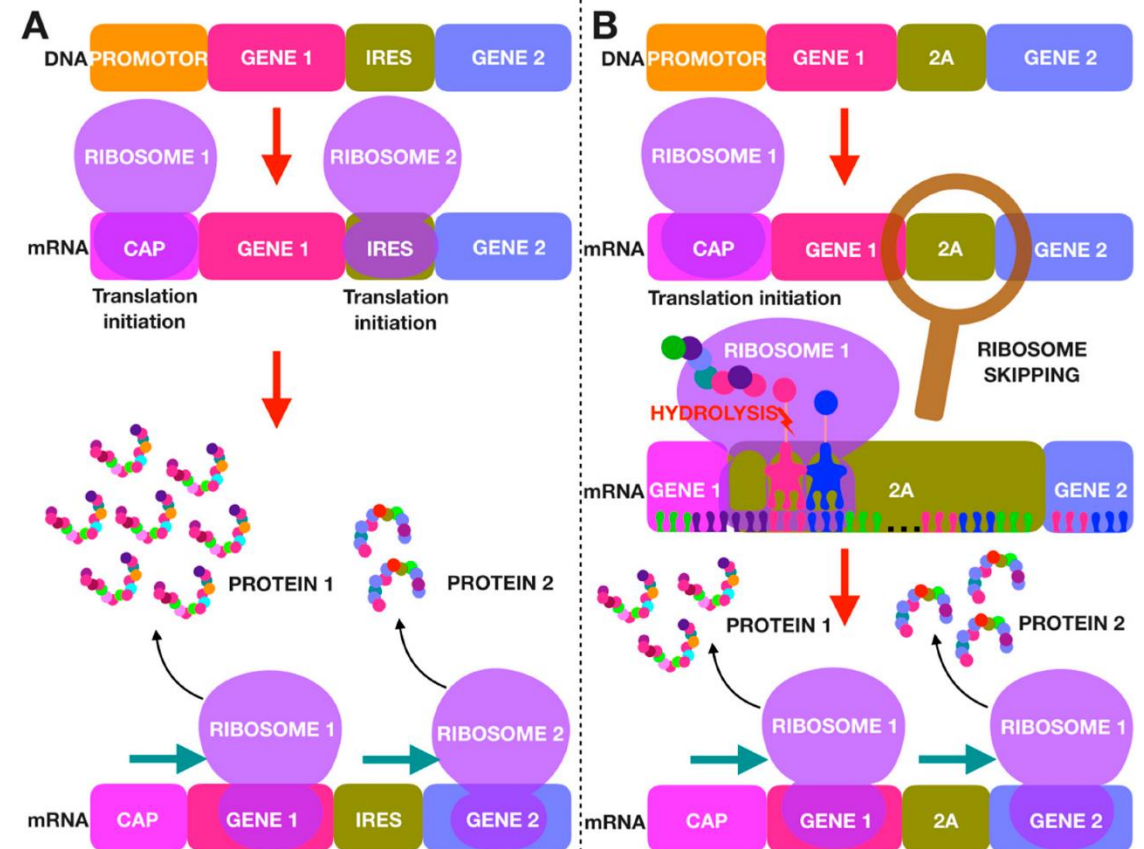 A
DNA PROMOTOR GENE 1 IRES GENE 2
RIBOSOME 1 RIBOSOME 2
mRNA CAP GENE 1 IRES GENE 2
Translation
initiation
Translation
initiation
PROTEIN 1 PROTEIN 2
RIBOSOME 1 RIBOSOME 2
mRNA CAP GENE 1 IRES GENE 2
B
DNA PROMOTOR GENE 1 2A GENE 2
RIBOSOME 1
mRNA CAP GENE 1 2A GENE 2
Translation initiation
RIBOSOME 1
RIBOSOME
SKIPPING
HYDROLYSIS
mRNA GENE 1 2A GENE 2
...
PROTEIN 1 PROTEIN 2
RIBOSOME 1 RIBOSOME 1
mRNA CAP GENE 1 2A GENE 2